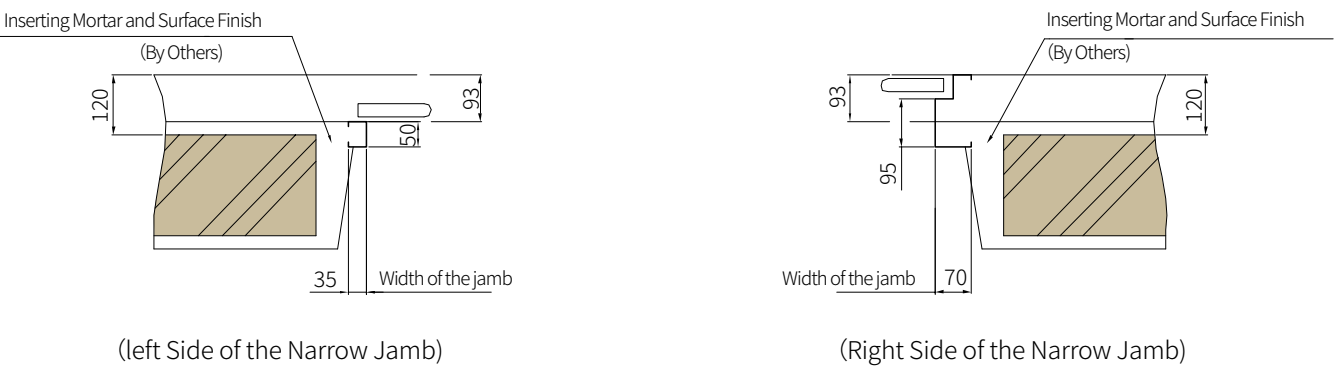 Inserting Mortar and Surface Finish
(By Others)
120
93
50
35
Width of the jamb
(left Side of the Narrow Jamb)
Inserting Mortar and Surface Finish
(By Others)
93
120
95
Width of the jamb
70
(Right Side of the Narrow Jamb)